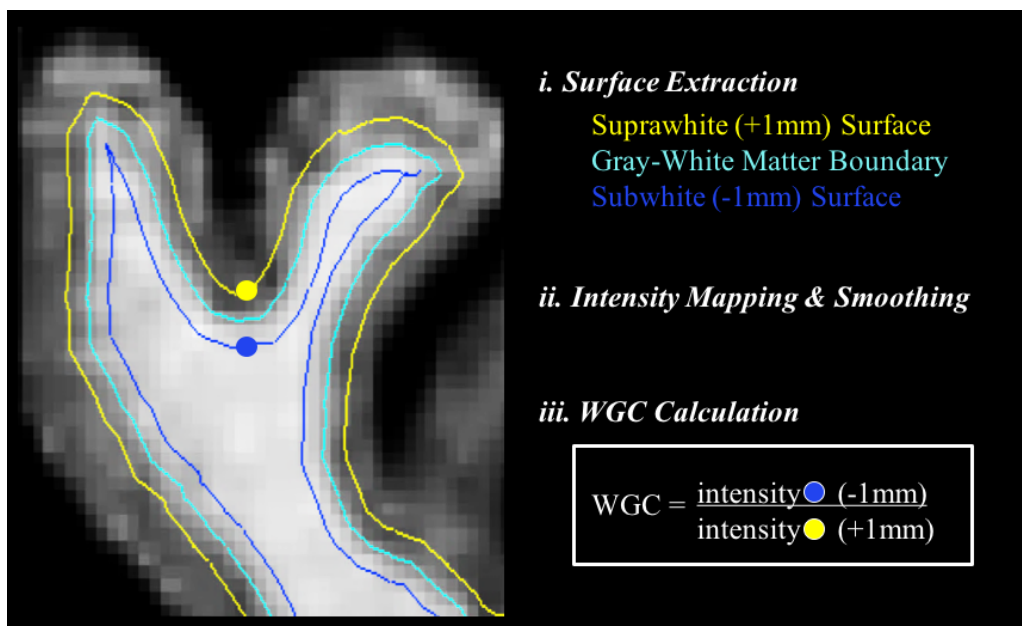 i. Surface Extraction
Suprawhite (+1mm) Surface
Gray-White Matter Boundary
Subwhite (-1mm) Surface
ii. Intensity Mapping & Smoothing
iii. WGC Calculation
WGC = intensity (-1mm)
intensity (+1mm)